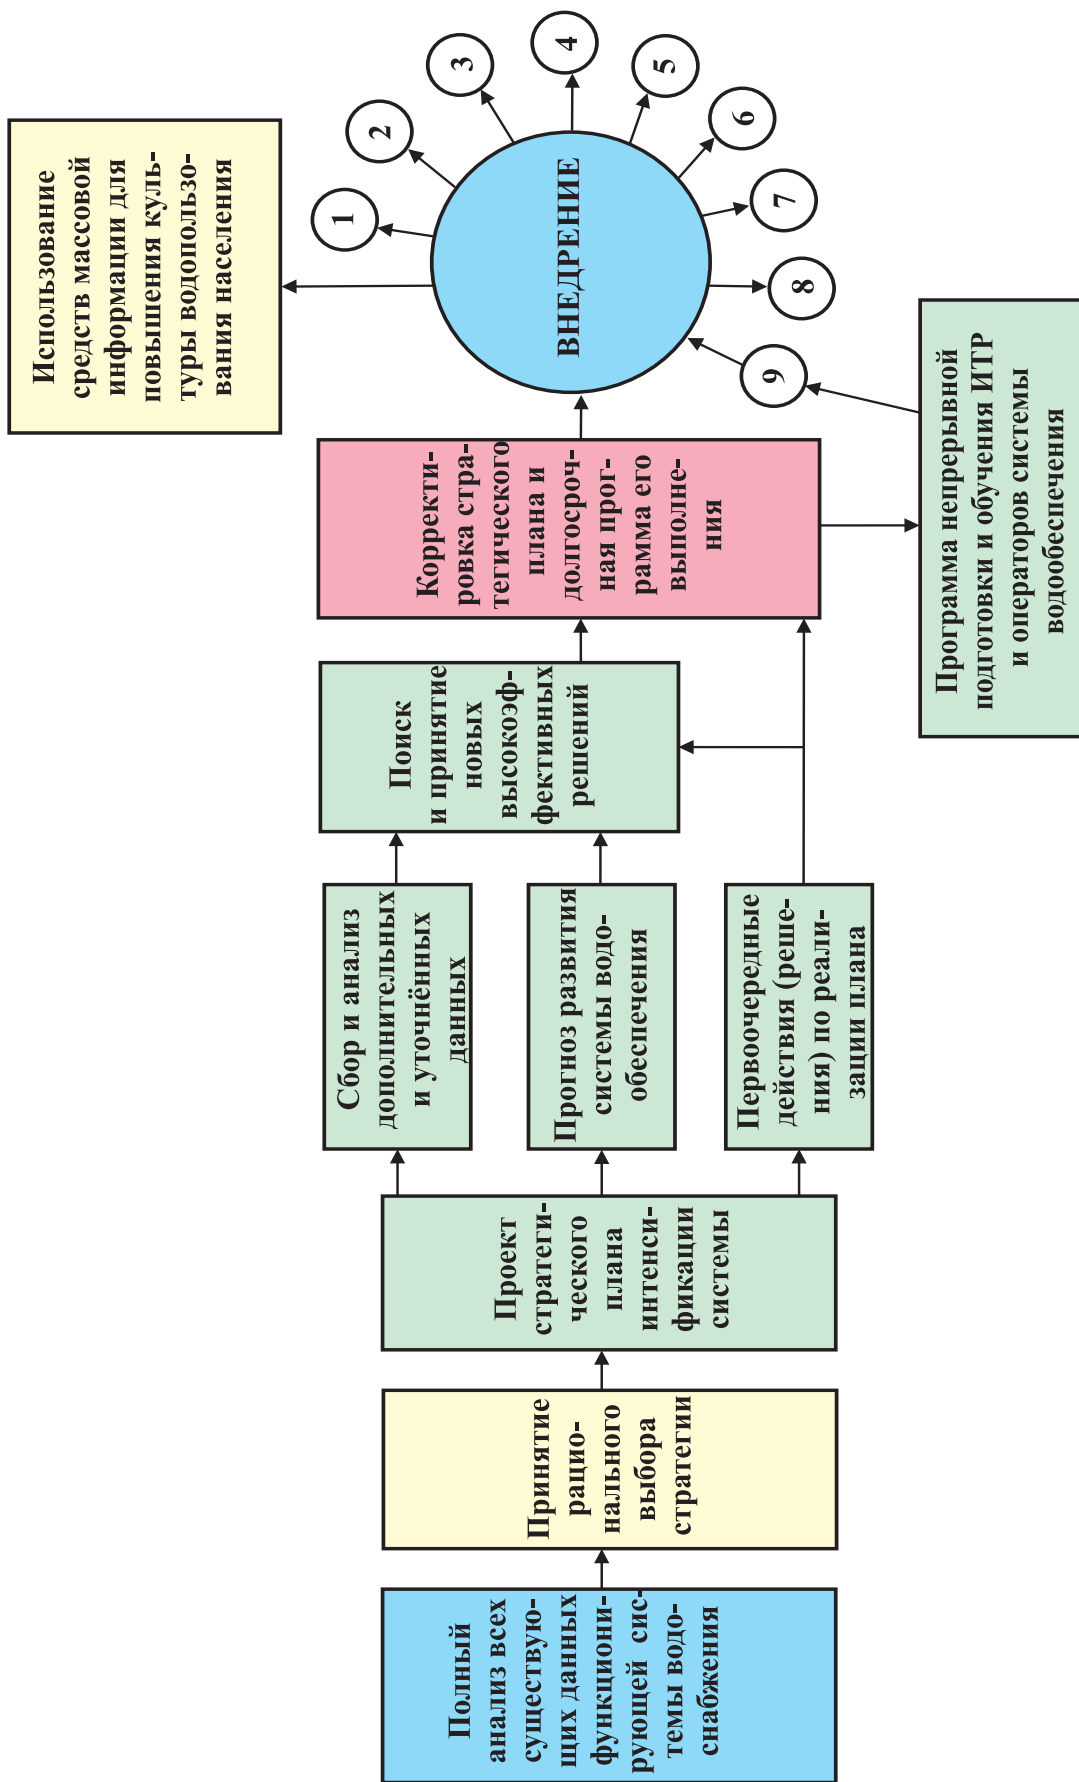 Полный
анализ всех
существую-
щих данных
функциони-
рующей сис-
темы водо-
снабжения
Принятие
рацио-
нального
выбора
стратегии
Проект
стратеги-
ческого
плана
интенси-
фикации
системы
Сбор и анализ
дополнительных
и уточнённых
данных
Прогноз развития
системы водо-
обеспечения
Первоочередные
действия (реше-
ния) по реали-
зации плана
Поиск
и принятие
новых
высокоэф-
фективных
решений
Корректи-
ровка стра-
тегического
плана и
долгосроч-
ная прог-
рамма его
выполне-
ния
ВНЕДРЕНИЕ
Использование
средств массовой
информации для
повышения куль-
туры водопользо-
вания населения
1
2
3
4
5
6
7
8
9
Программа непрерывной
подготовки и обучения ИТР
и операторов системы
водообеспечения